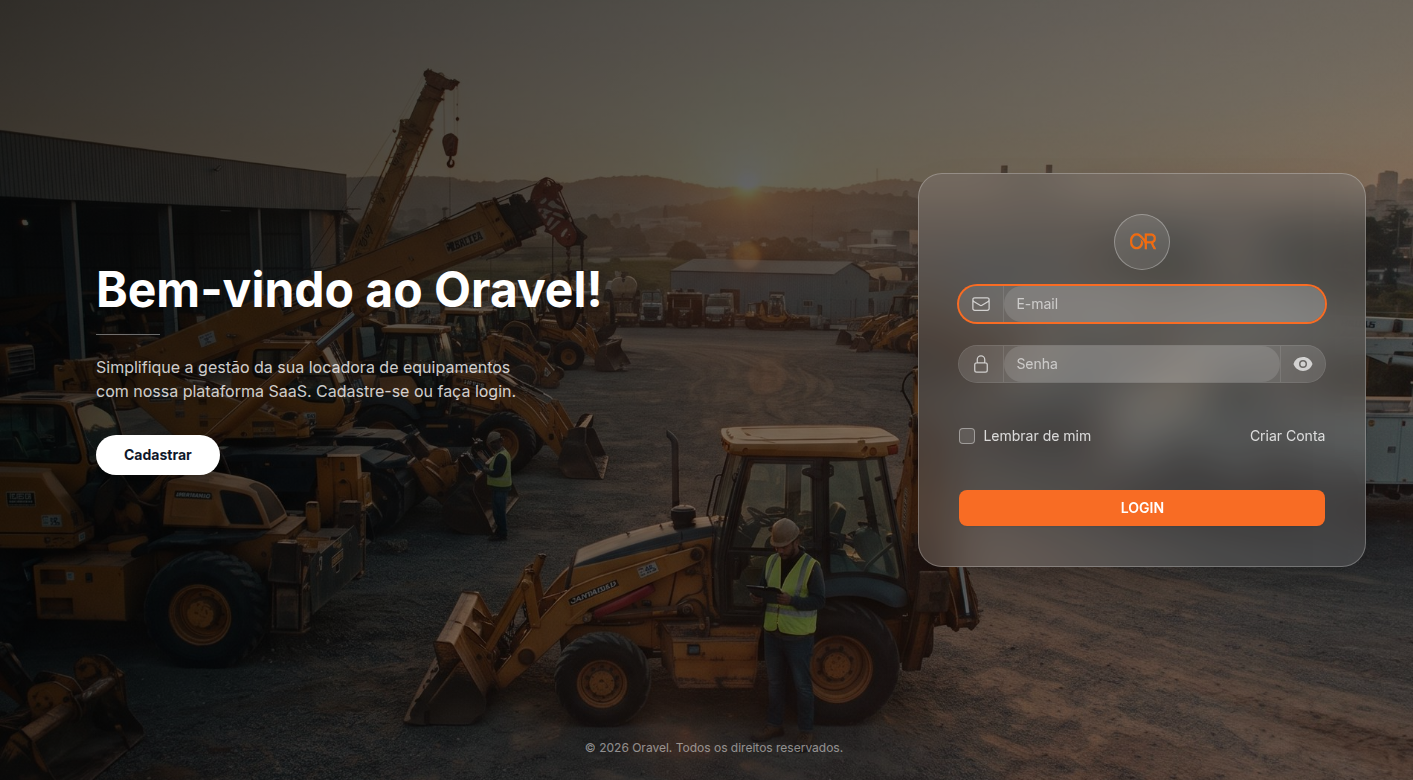 Bem-vindo ao Oravel!
Simplifique a gestão da sua locadora de equipamentos
com nossa plataforma SaaS. Cadastre-se ou faça login.
Cadastrar
OR
E-mail
Senha
Lembrar de mim
Criar Conta
LOGIN
© 2026 Oravel. Todos os direitos reservados.